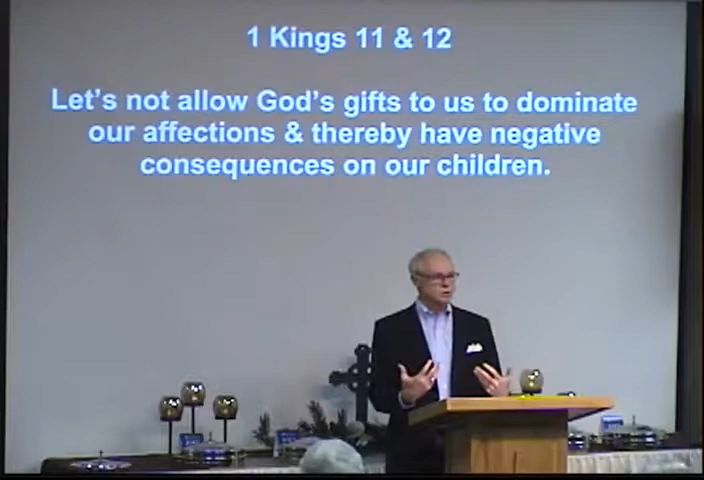 1 Kings 11 & 12
Let's not allow God's gifts to us to dominate
our affections & thereby have negative
consequences on our children.